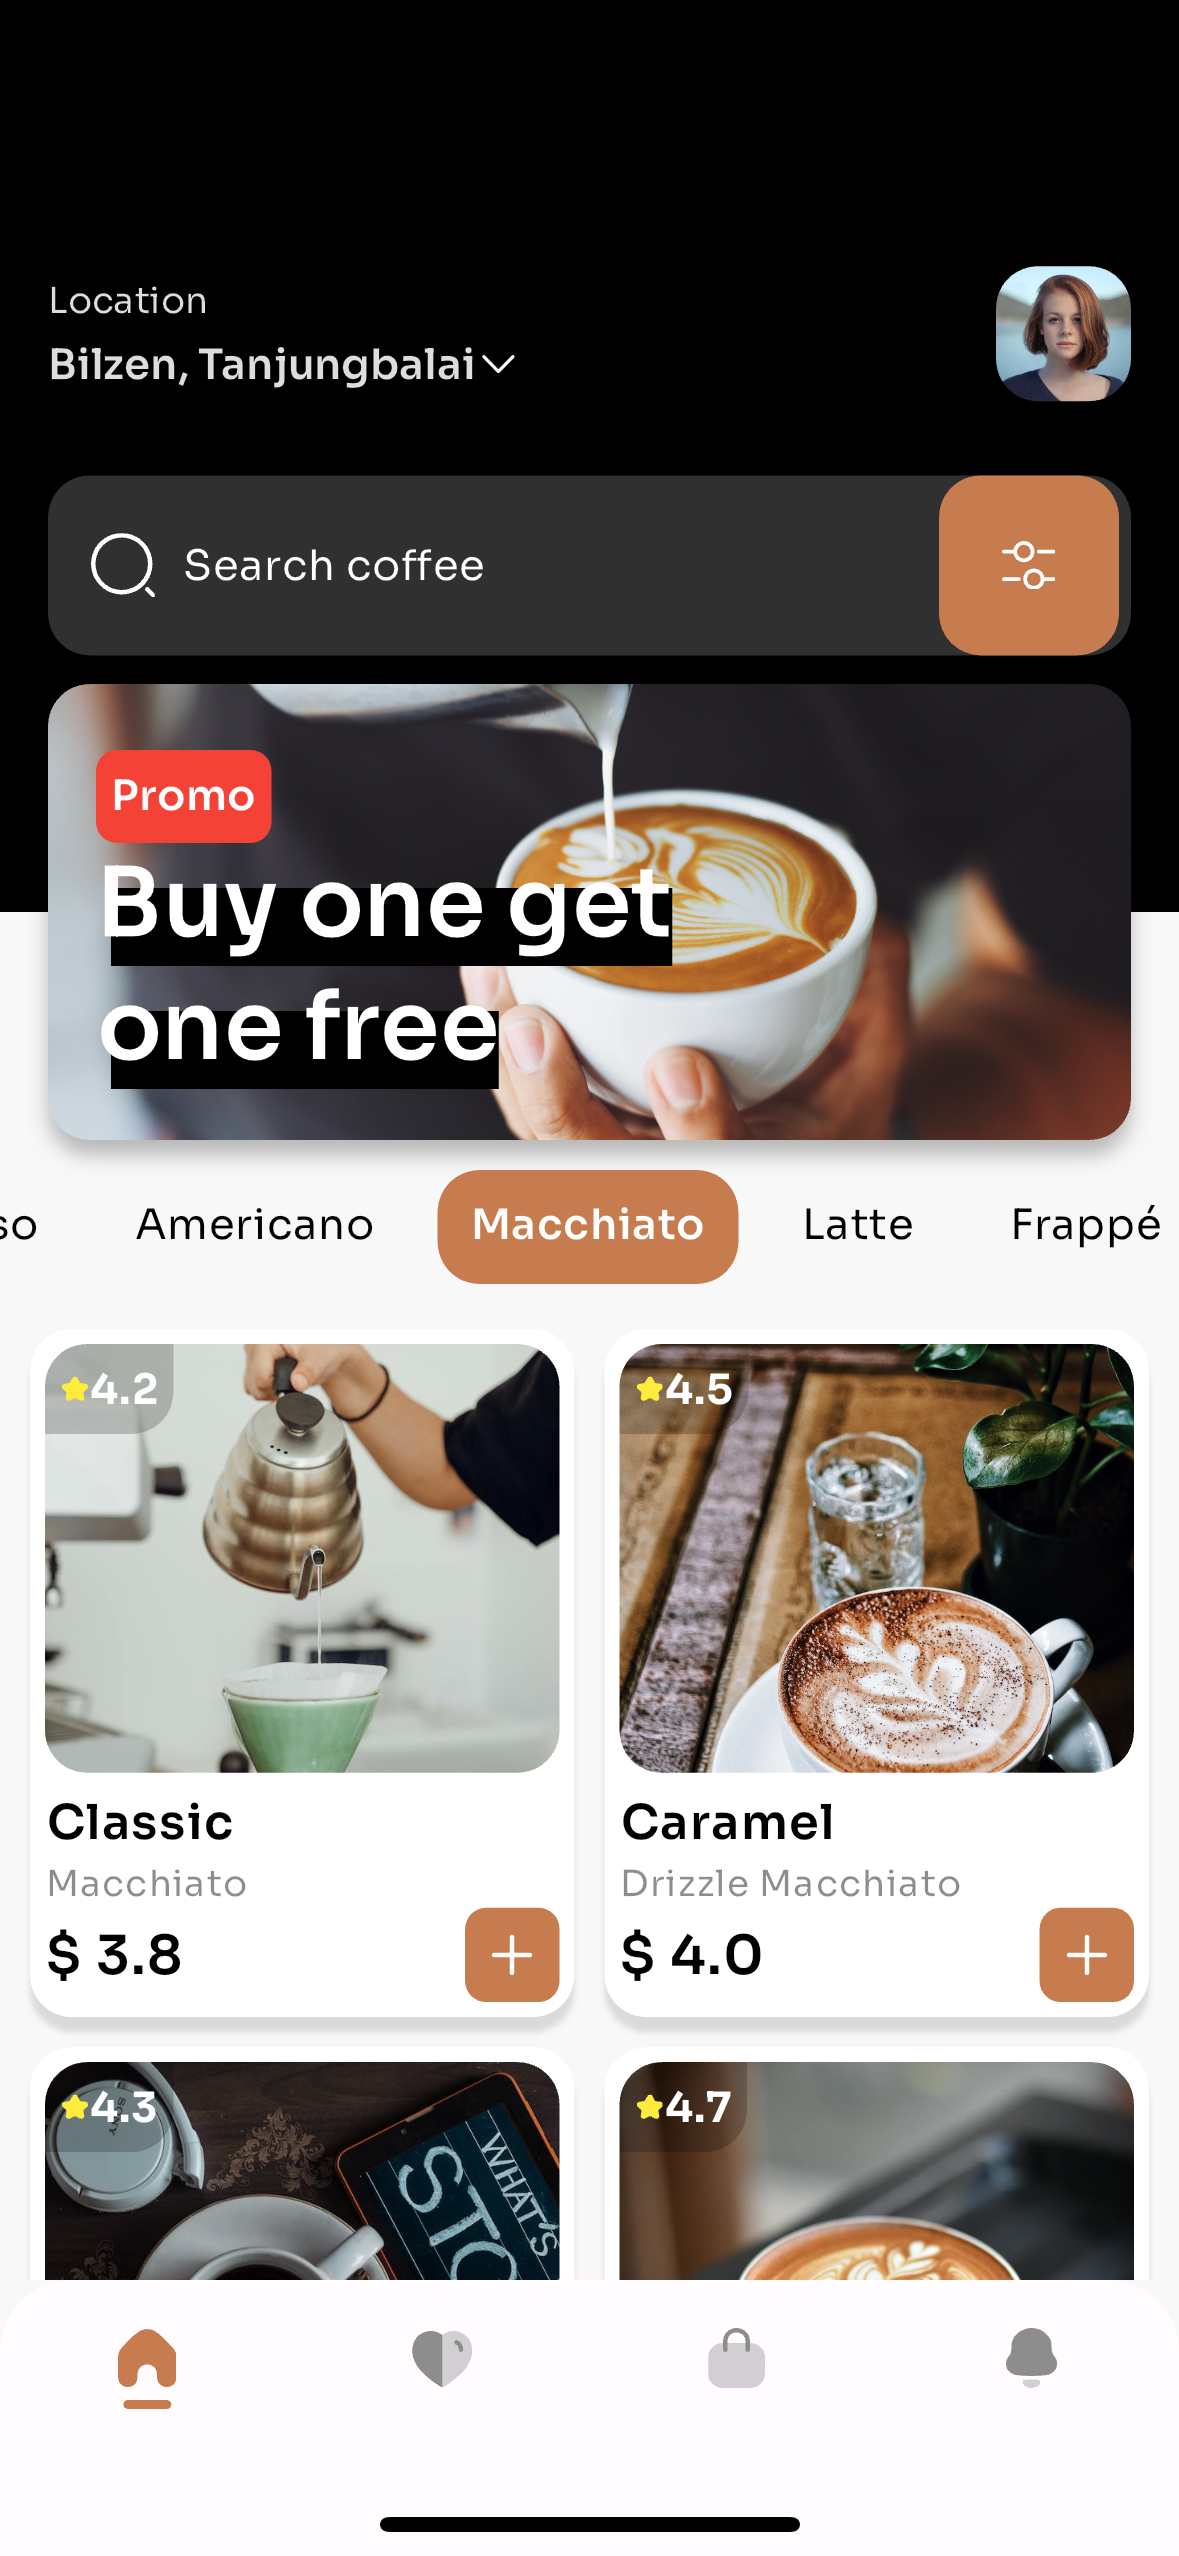 Location
Bilzen, Tanjungbalai
Search coffee
Promo
Buy one get
one free
so Americano Macchiato Latte Frappé
4.2
4.5
Classic
Macchiato
$ 3.8
Caramel
Drizzle Macchiato
$ 4.0
4.3
SONY
WHAT'S
STO
4.7